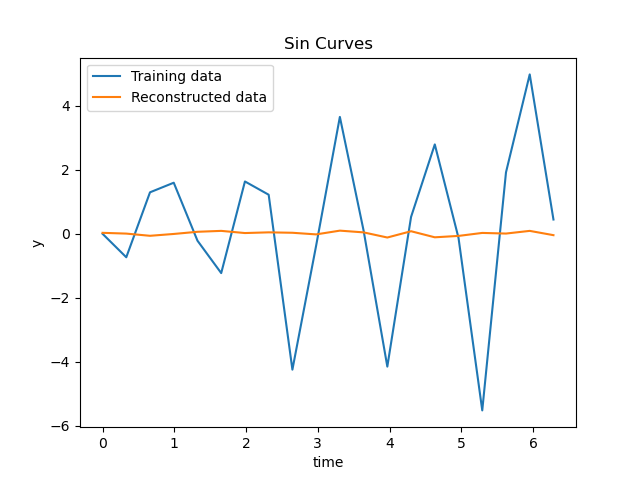 Sin Curves
Training data
Reconstructed data
4
2
0
−2
−4
−6
y
0 1 2 3 4 5 6
time